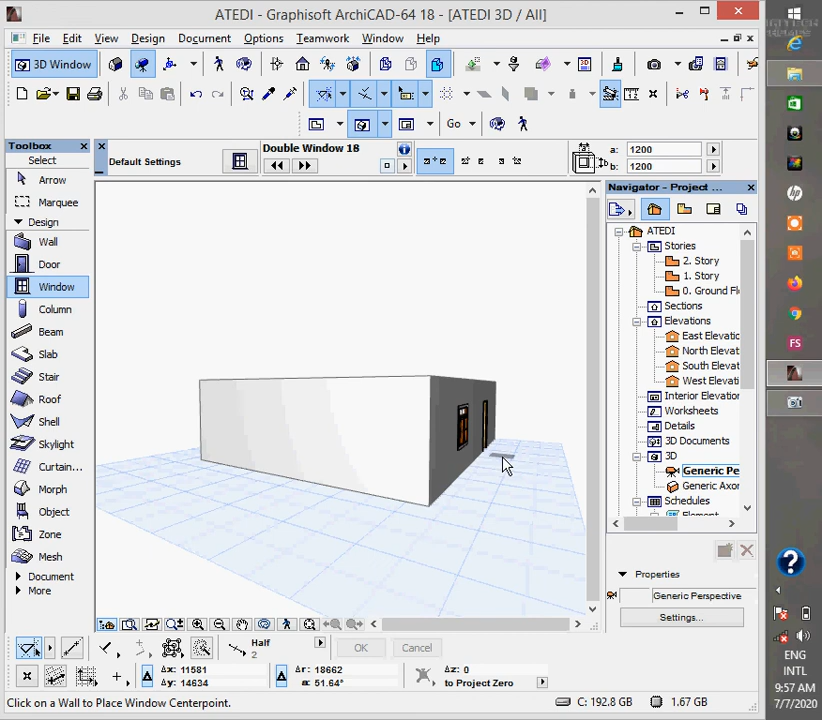 ATEDI - Graphisoft ArchiCAD-64 18 - [ATEDI 3D / All]
File Edit View Design Document Options Teamwork Window Help
3D Window
Go
Toolbox
Select
Arrow
Marquee
Design
Wall
Door
Window
Column
Beam
Slab
Stair
Roof
Shell
Skylight
Curtain...
Morph
Object
Zone
Mesh
Document
More
Default Settings
Double Window 18
a: 1200
b: 1200
Navigator - Project ...
ATEDI
Stories
2. Story
1. Story
0. Ground Fl
Sections
Elevations
East Elevatio
North Elevat
South Elevat
West Elevati
Interior Elevation
Worksheets
Details
3D Documents
3D
Generic Pe
Generic Axor
Schedules
Element
Properties
Generic Perspective
Settings...
Half
2
OK
Cancel
Δx: 11581
Δy: 14634
Δr: 18662
α: 51.64°
Δz: 0
to Project Zero
Click on a Wall to Place Window Centerpoint.
C: 192.8 GB
1.67 GB
hp
FS
?
ENG
INTL
9:57 AM
7/7/2020